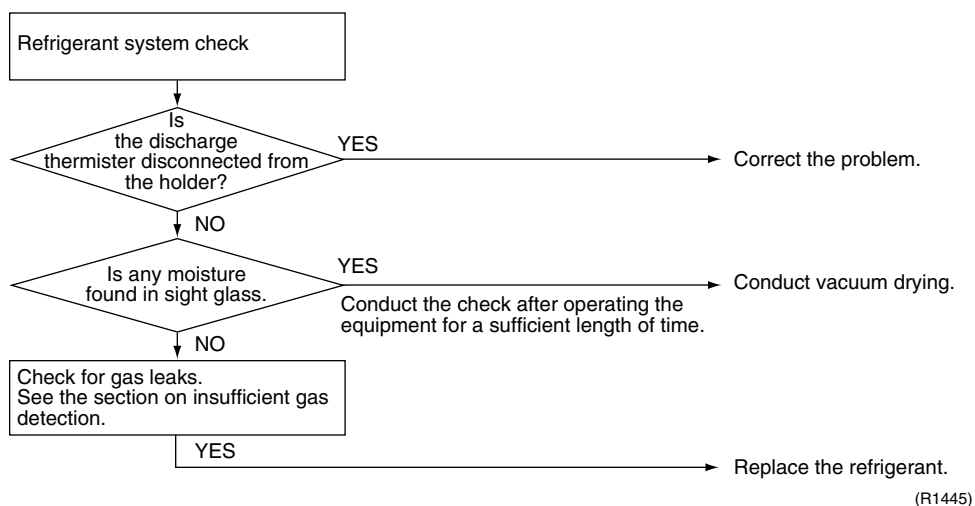 Refrigerant system check
Is
the discharge
thermister disconnected from
the holder?
YES
Correct the problem.
NO
Is any moisture
found in sight glass.
YES
Conduct the check after operating the
equipment for a sufficient length of time.
Conduct vacuum drying.
NO
Check for gas leaks.
See the section on insufficient gas
detection.
YES
Replace the refrigerant.
(R1445)